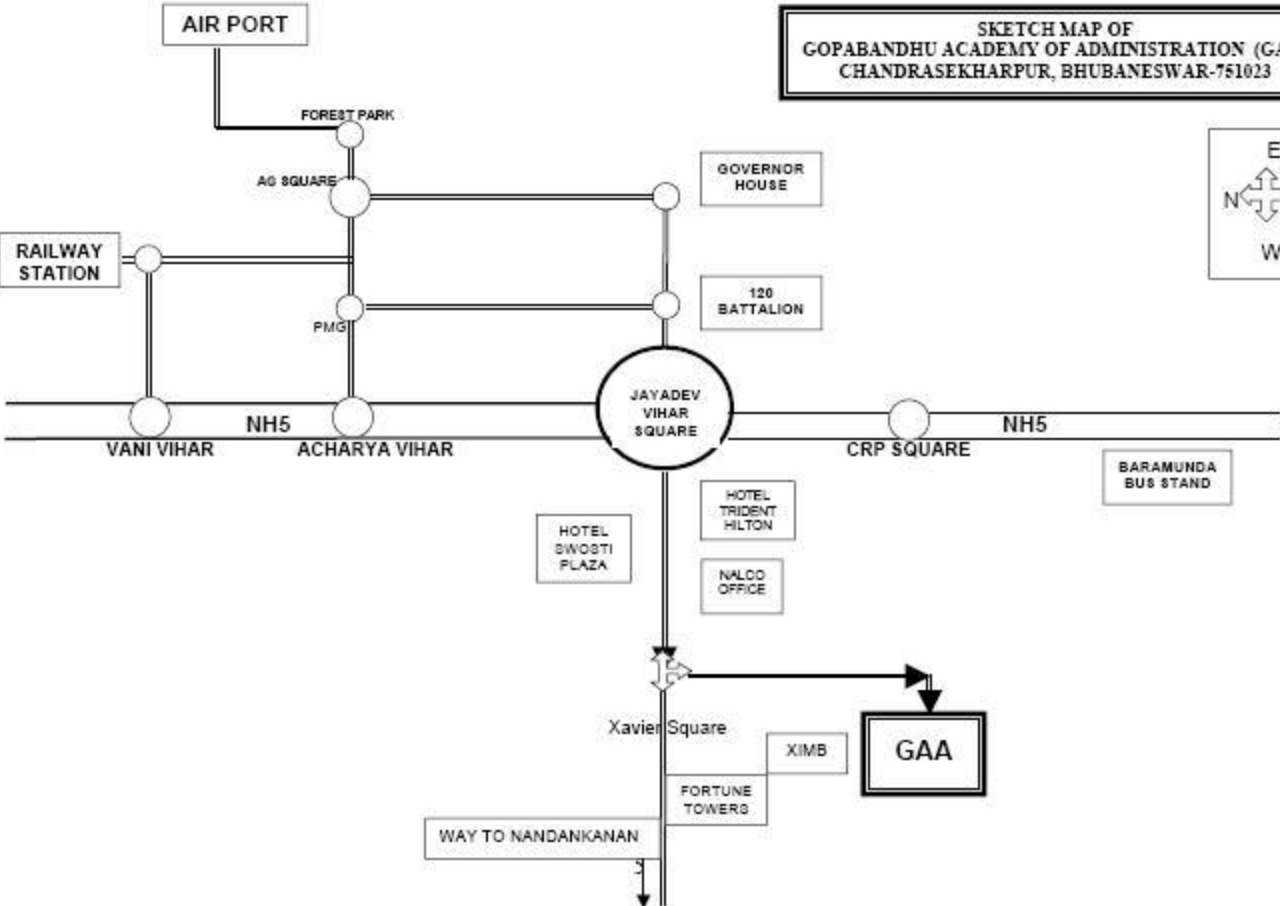 AIR PORT
SKETCH MAP OF
GOPABANDHU ACADEMY OF ADMINISTRATION (GA
CHANDRASEKHARPUR, BHUBANESWAR-751023
FOREST PARK
E
AG SQUARE
GOVERNOR
HOUSE
N
W
RAILWAY
STATION
120
BATTALION
PMG
JAYADEV
VIHAR
SQUARE
NH5
NH5
VANI VIHAR
ACHARYA VIHAR
CRP SQUARE
BARAMUNDA
BUS STAND
HOTEL
TRIDENT
HILTON
HOTEL
SWOSTI
PLAZA
NALCO
OFFICE
Xavier Square
XIMB
GAA
FORTUNE
TOWERS
WAY TO NANDANKANAN